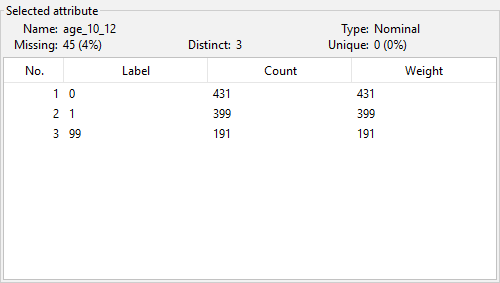 Selected attribute
Name: age_10_12 Type: Nominal
Missing: 45 (4%) Distinct: 3 Unique: 0 (0%)
No. Label Count Weight
1 0 431 431
2 1 399 399
3 99 191 191